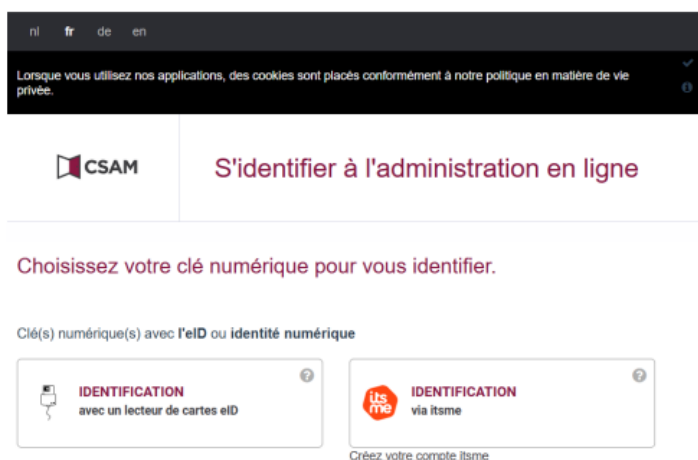 nl fr de en
Lorsque vous utilisez nos applications, des cookies sont placés conformément à notre politique en matière de vie
privée.
CSAM
S'identifier à l'administration en ligne
Choisissez votre clé numérique pour vous identifier.
Clé(s) numérique(s) avec l'eID ou identité numérique
IDENTIFICATION
avec un lecteur de cartes eID
?
its
me
IDENTIFICATION
via itsme
?
Créez votre compte itsme